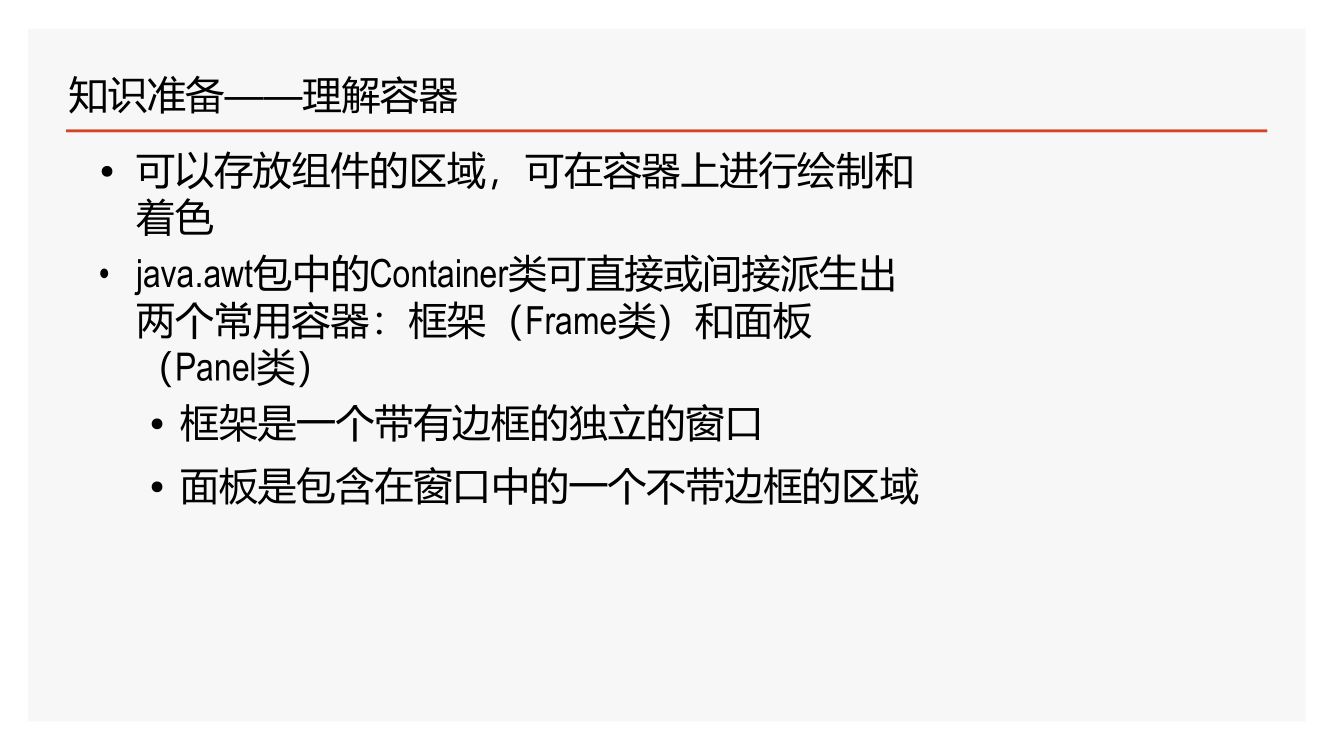 知识准备——理解容器
• 可以存放组件的区域，可在容器上进行绘制和
着色
• java.awt包中的Container类可直接或间接派生出
两个常用容器：框架（Frame类）和面板
（Panel类）
• 框架是一个带有边框的独立的窗口
• 面板是包含在窗口中的一个不带边框的区域